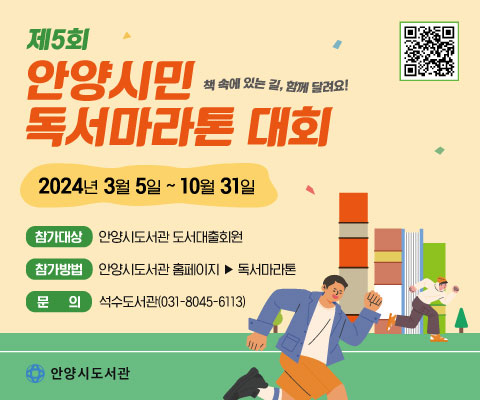 제5회
안양시민
책 속에 있는 길, 함께 달려요!
독서마라톤 대회
2024년 3월 5일 ~ 10월 31일
참가대상 안양시도서관 도서대출회원
참가방법 안양시도서관 홈페이지 ▶ 독서마라톤
문 의 석수도서관(031-8045-6113)
안양시도서관